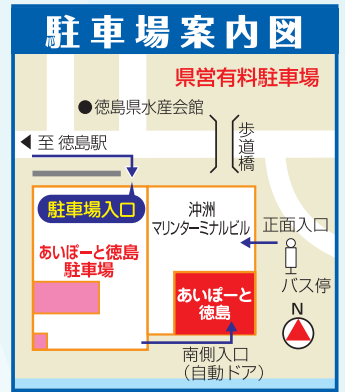 駐車場案内図
県営有料駐車場
●徳島県水産会館
◀ 至 徳島駅
歩道橋
駐車場入口
沖洲
マリンターミナルビル
正面入口
あいぽーと徳島
駐車場
バス停
あいぽーと
徳島
N
南側入口
(自動ドア)